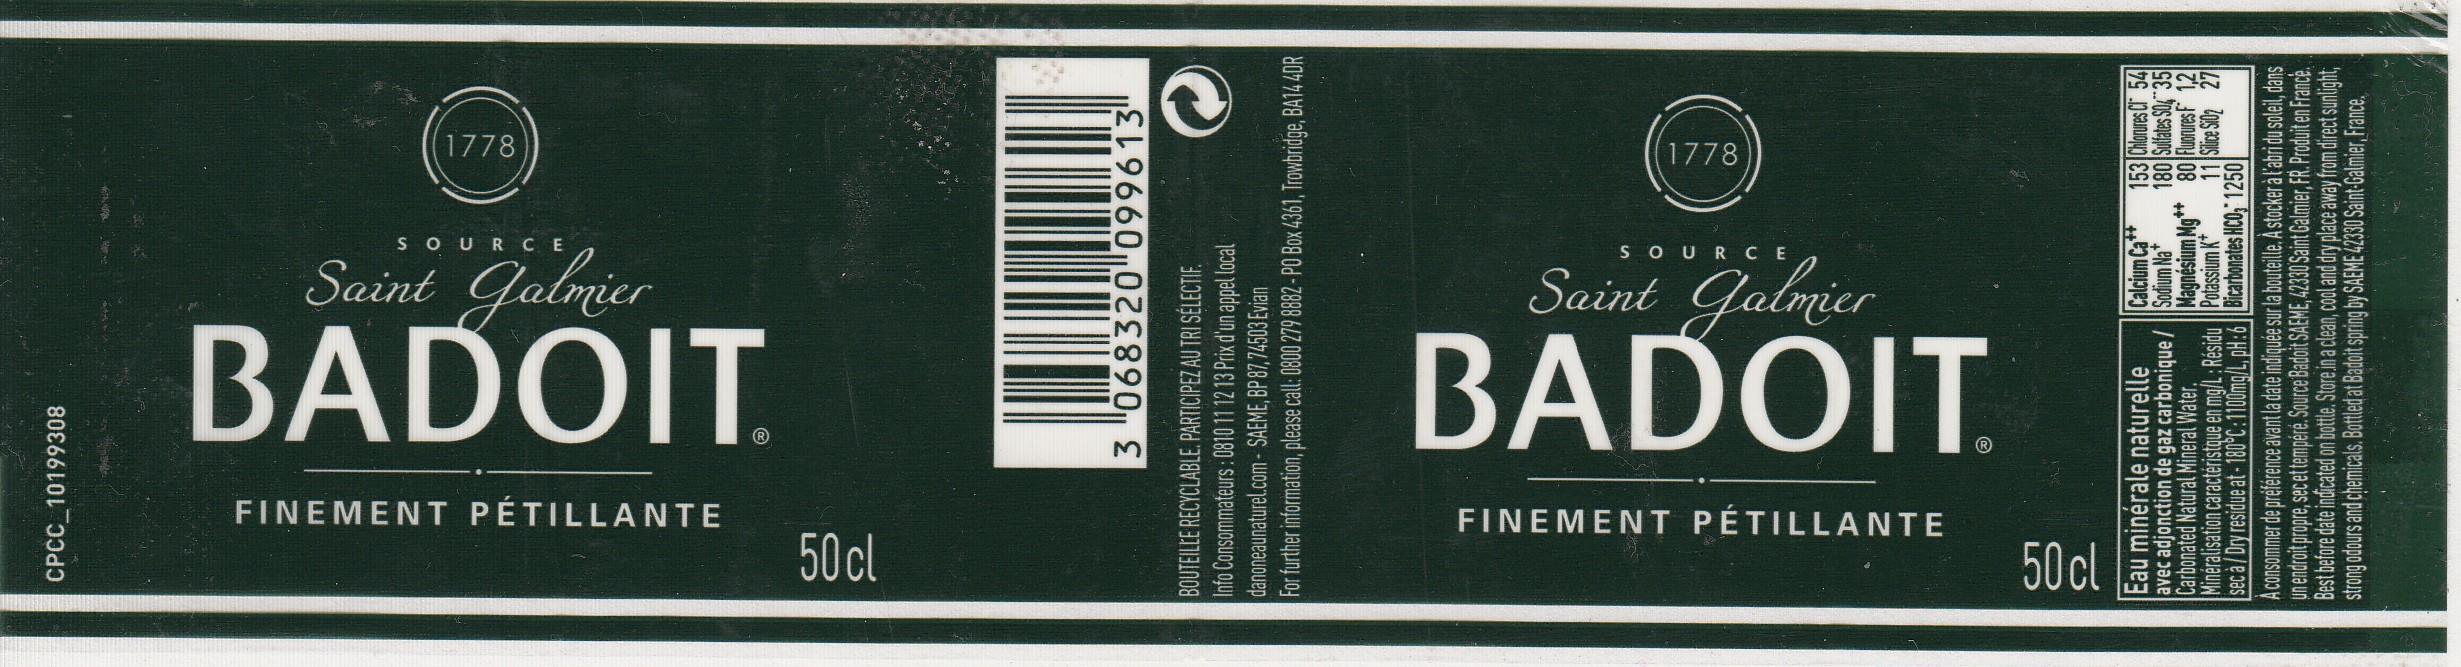 CPCC_10199308
1778
SOURCE
Saint Galmier
BADOIT®
FINEMENT PÉTILLANTE
50 cl
3 068320 099613
BOUTEILLE RECYCLABLE. PARTICIPEZ AU TRI SÉLECTIF.
Info Consommateurs : 0810 11 12 13 Prix d'un appel local
danoneaunaturel.com - SAEME, BP 87, 74503 Evian
For further information, please call: 0800 279 8882 - PO Box 4361, Trowbridge, BA14 4DR
1778
SOURCE
Saint Galmier
BADOIT®
FINEMENT PÉTILLANTE
50 cl
Eau minérale naturelle
avec adjonction de gaz carbonique /
Carbonated Natural Mineral Water.
Minéralisation caractéristique en mg/L : Résidu
sec à / Dry residue at - 180°C : 1100mg/L, pH : 6
Calcium Ca++ 153 Chlorures Cl- 54
Sodium Na+ 180 Sulfates SO4-- 35
Magnésium Mg++ 80 Fluorures F- 1,2
Potassium K+ 11 Silice SiO2 27
Bicarbonates HCO3- 1250
A consommer de préférence avant la date indiquée sur la bouteille. A stocker à l'abri du soleil, dans
un endroit propre, sec et tempéré. Source Badoit SAEME, 42330 Saint Galmier, FR. Produit en France.
Best before date indicated on bottle. Store in a clean, cool and dry place away from direct sunlight,
strong odours and chemicals. Bottled at Badoit spring by SAEME 42330 Saint-Galmier, France.